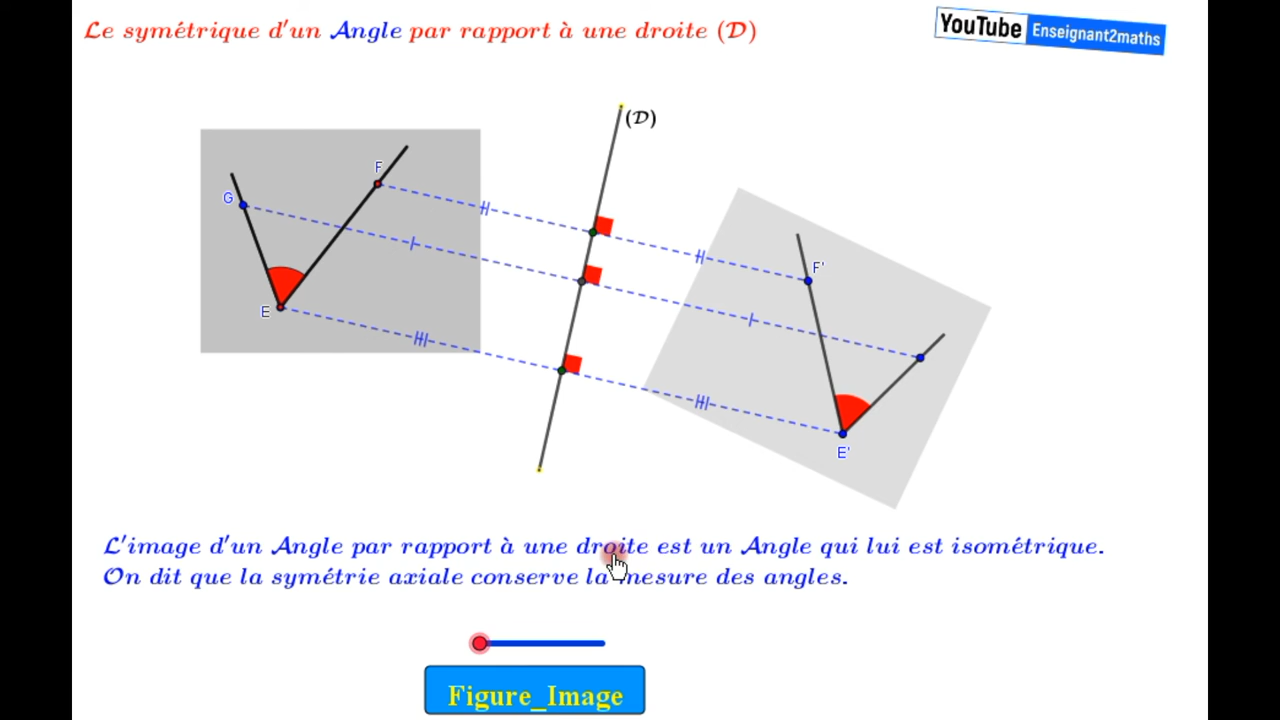 Le symétrique d'un Angle par rapport à une droite (D)
YouTube Enseignant2maths
(D)
F
G
E
F'
E'
L'image d'un Angle par rapport à une droite est un Angle qui lui est isométrique.
On dit que la symétrie axiale conserve la mesure des angles.
Figure_Image